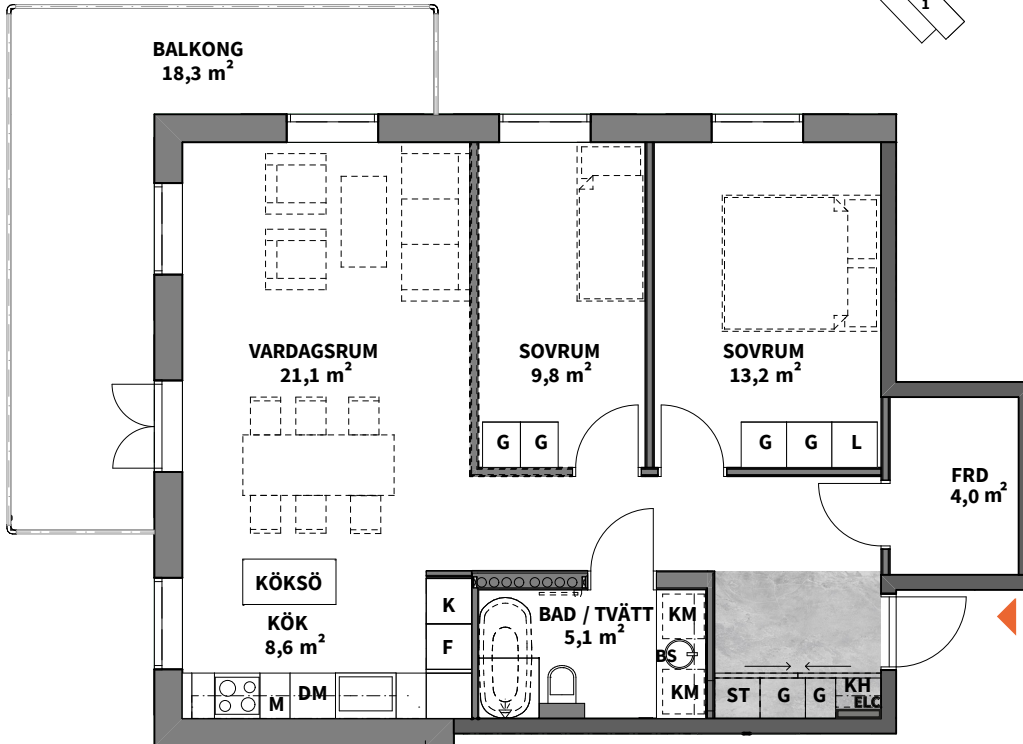 1
BALKONG
18,3 m²
VARDAGSRUM
21,1 m²
SOVRUM
9,8 m²
SOVRUM
13,2 m²
G G
G G L
FRD
4,0 m²
KÖKSÖ
KÖK
8,6 m²
K
F
M DM
BAD / TVÄTT
5,1 m²
KM
BS
KM
ST G G KH
ELC